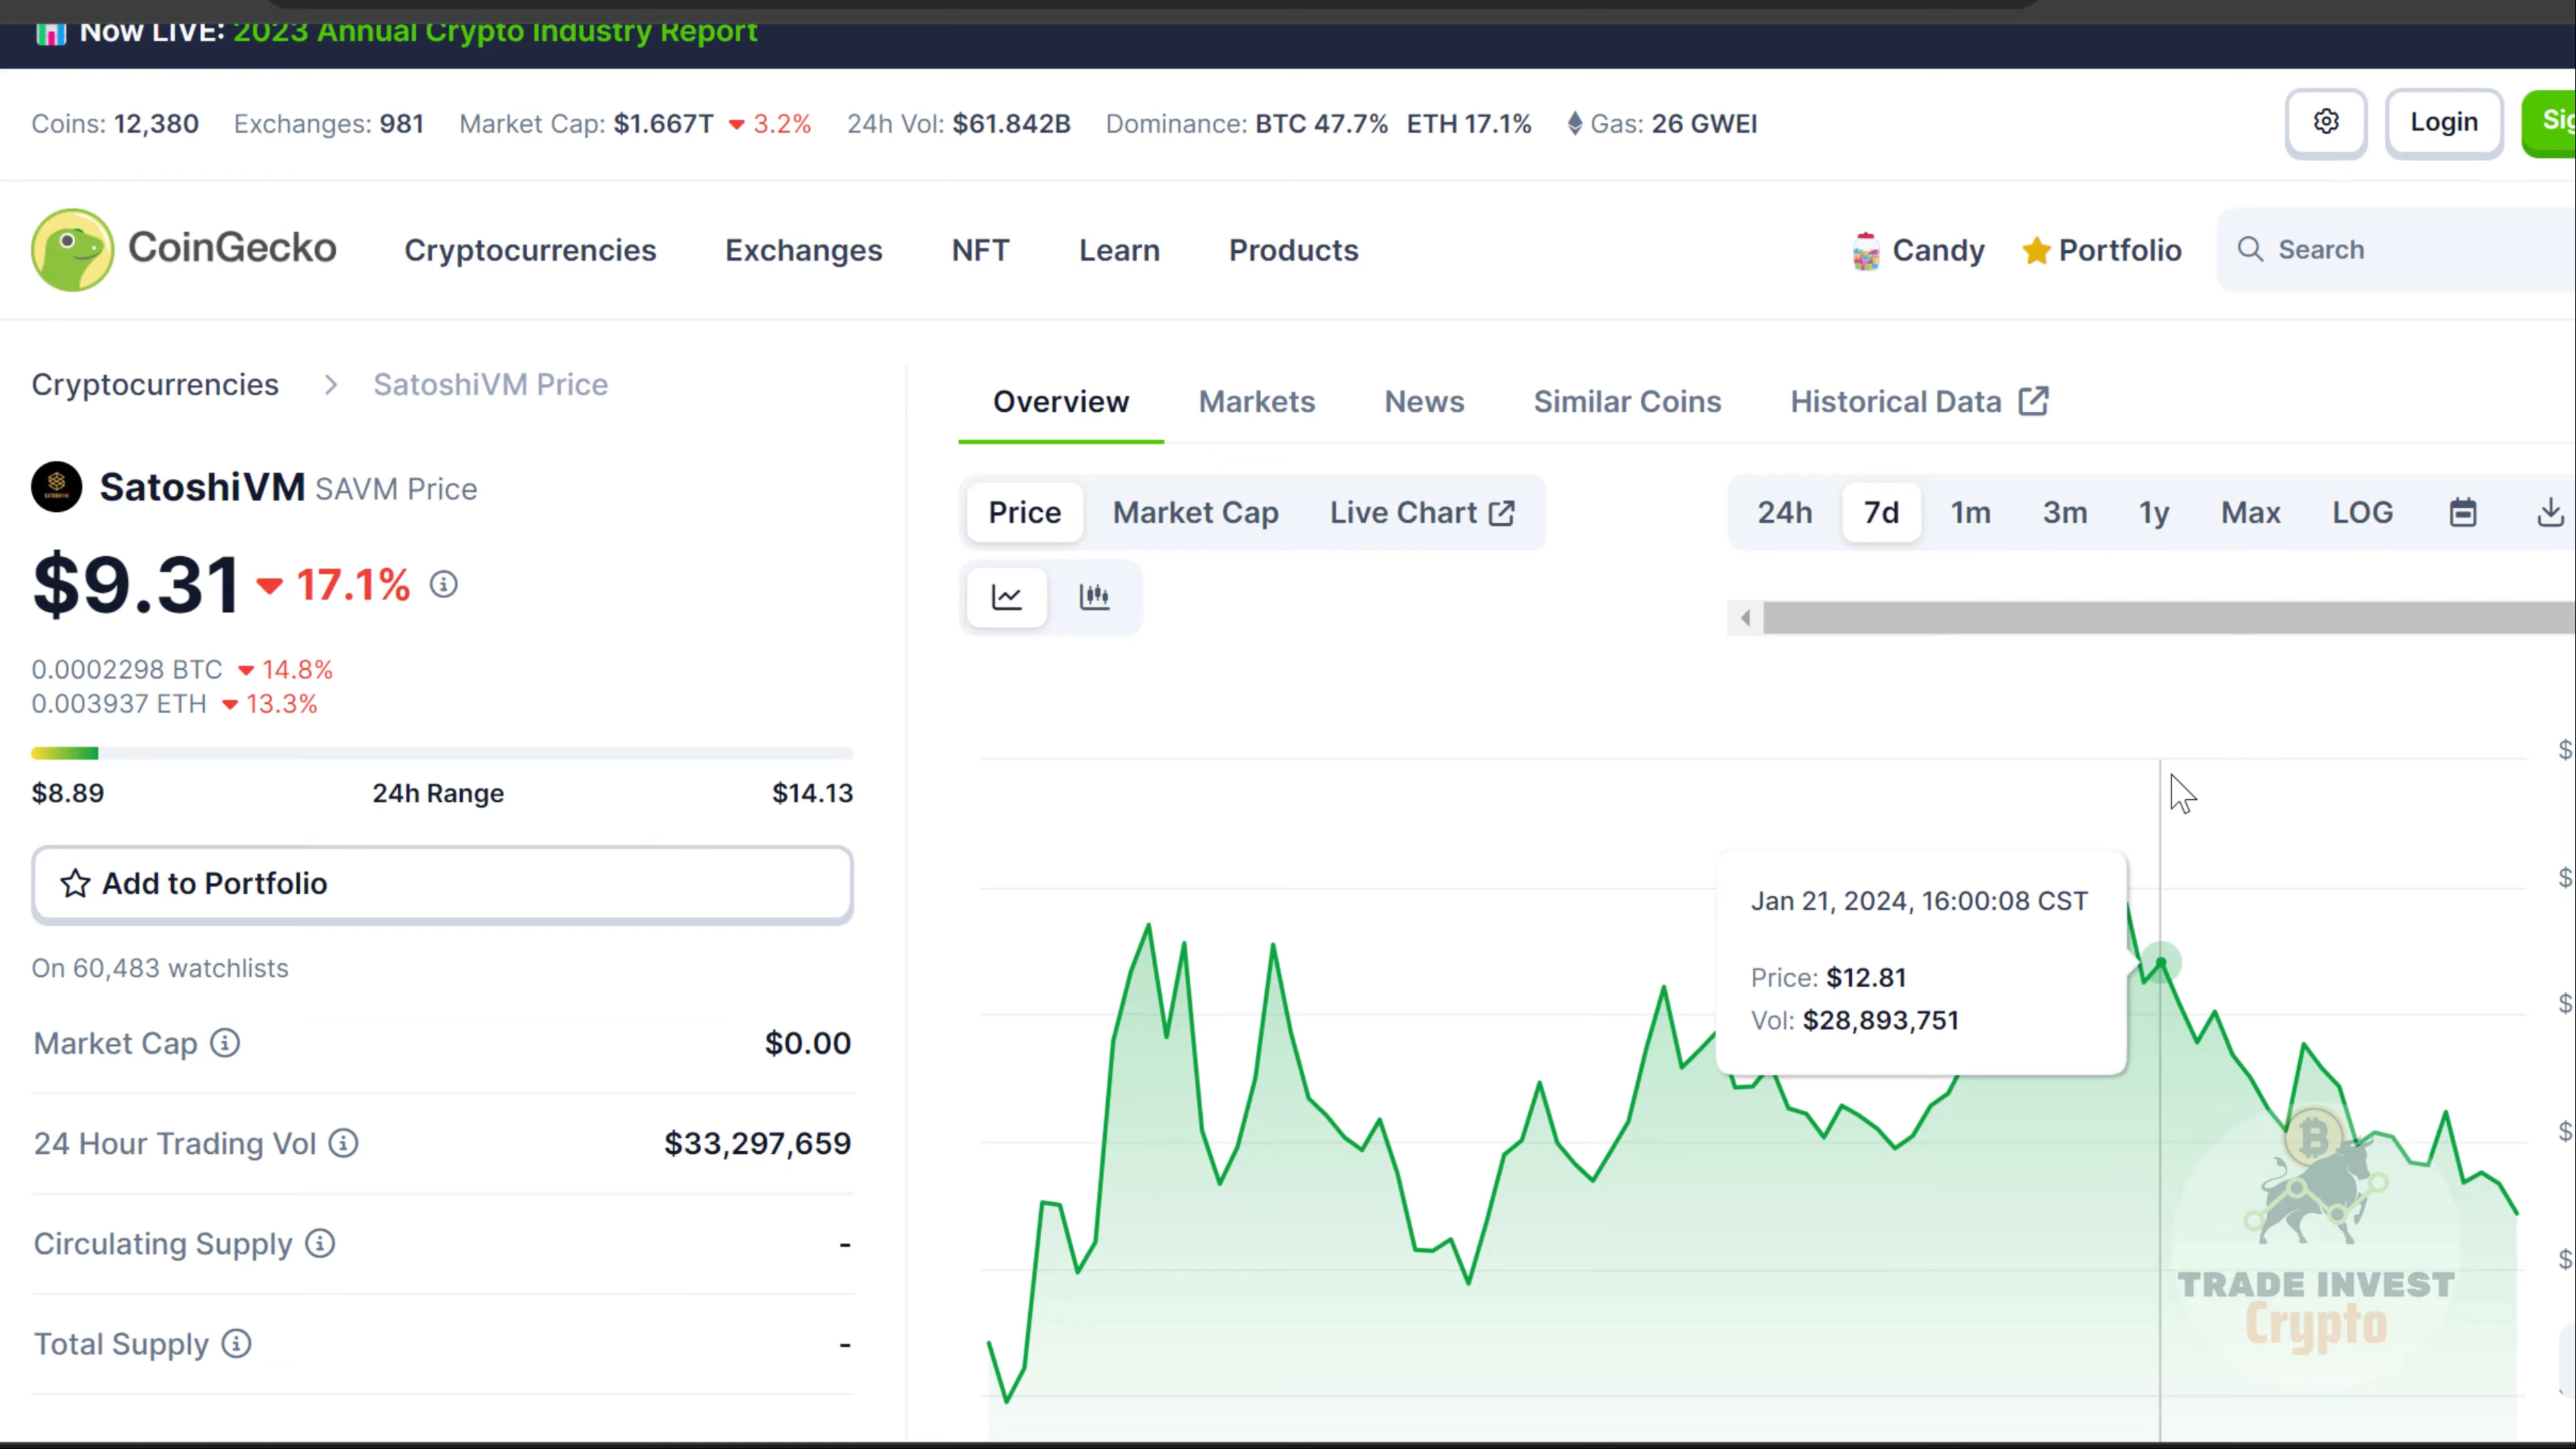 Now LIVE: 2023 Annual Crypto Industry Report
Coins: 12,380 Exchanges: 981 Market Cap: $1.667T 3.2% 24h Vol: $61.842B Dominance: BTC 47.7% ETH 17.1% Gas: 26 GWEI
Login
CoinGecko Cryptocurrencies Exchanges NFT Learn Products Candy Portfolio Search
Cryptocurrencies > SatoshiVM Price
Overview Markets News Similar Coins Historical Data
SatoshiVM SAVM Price
Price Market Cap Live Chart
24h 7d 1m 3m 1y Max LOG
$9.31 17.1%
0.0002298 BTC 14.8%
0.003937 ETH 13.3%
$8.89 24h Range $14.13
Add to Portfolio
On 60,483 watchlists
Market Cap $0.00
24 Hour Trading Vol $33,297,659
Circulating Supply -
Total Supply -
Jan 21, 2024, 16:00:08 CST
Price: $12.81
Vol: $28,893,751
$
$
$
$
$
TRADE INVEST
Crypto